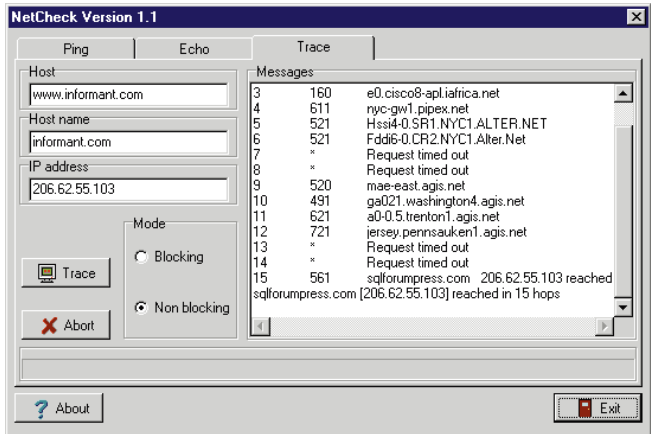 NetCheck Version 1.1
Ping Echo Trace
Host
www.informant.com
Host name
informant.com
IP address
206.62.55.103
Mode
Blocking
Non blocking
Trace
Abort
Messages
3 160 e0.cisco8-apl.iafrica.net
4 611 nyc-gw1.pipex.net
5 521 Hssi4-0.SR1.NYC1.ALTER.NET
6 521 Fddi6-0.CR2.NYC1.Alter.Net
7 * Request timed out
8 * Request timed out
9 520 mae-east.agis.net
10 491 ga021.washington4.agis.net
11 621 a0-0.5.trenton1.agis.net
12 721 jersey.pennsauken1.agis.net
13 * Request timed out
14 * Request timed out
15 561 sqlforumpress.com 206.62.55.103 reached
sqlforumpress.com [206.62.55.103] reached in 15 hops
About
Exit